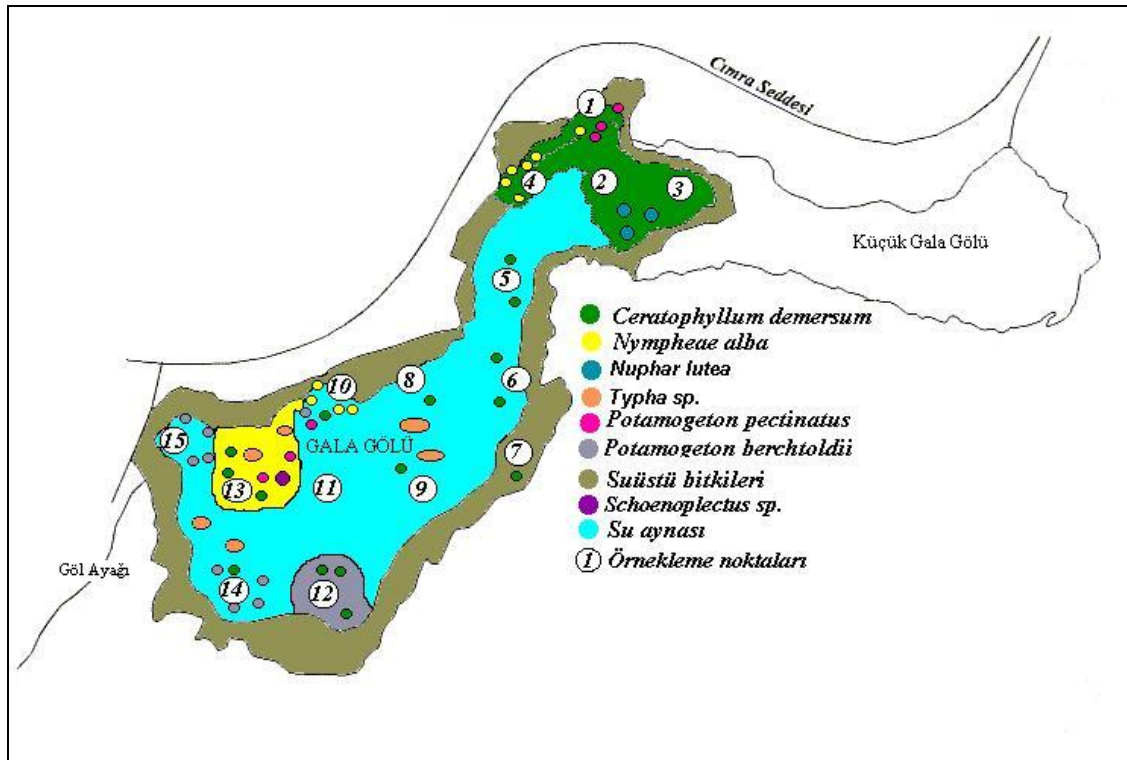 Cımra Seddesi
1
2
3
4
Küçük Gala Gölü
5
Ceratophyllum demersum
Nympheae alba
Nuphar lutea
Typha sp.
Potamogeton pectinatus
Potamogeton berchtoldii
Suüstü bitkileri
Schoenoplectus sp.
Su aynası
1 Örnekleme noktaları
6
7
8
10
GALA GÖLÜ
15
13
11
9
Göl Ayağı
14
12